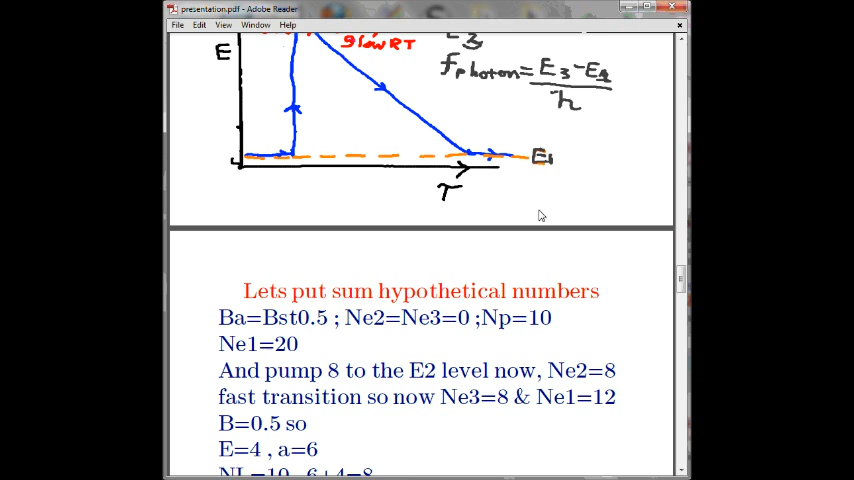 presentation.pdf - Adobe Reader
File Edit View Window Help
E
slow RT
E3
fphoton= E3-E1
h
E1
T
Lets put sum hypothetical numbers
Ba=Bst0.5 ; Ne2=Ne3=0 ;Np=10
Ne1=20
And pump 8 to the E2 level now, Ne2=8
fast transition so now Ne3=8 & Ne1=12
B=0.5 so
E=4 , a=6